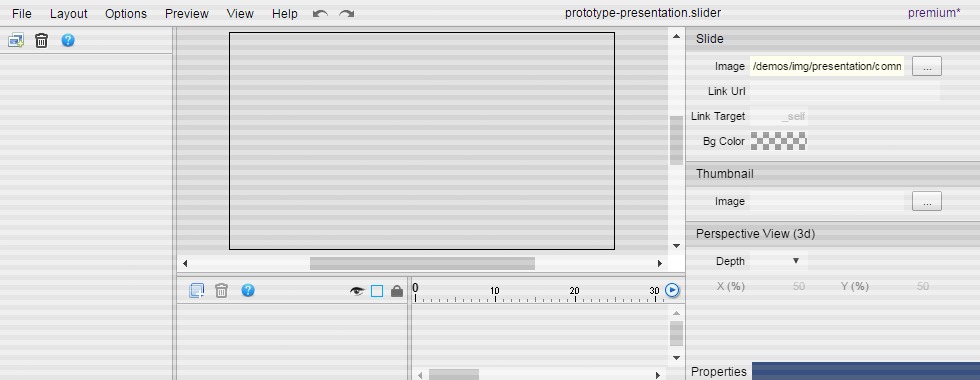 File Layout Options Preview View Help prototype-presentation.slider premium*
Slide
Image /demos/img/presentation/comm ...
Link Url
Link Target _self
Bg Color
Thumbnail
Image ...
Perspective View (3d)
Depth
X (%) 50 Y (%) 50
0 10 20 30
Properties